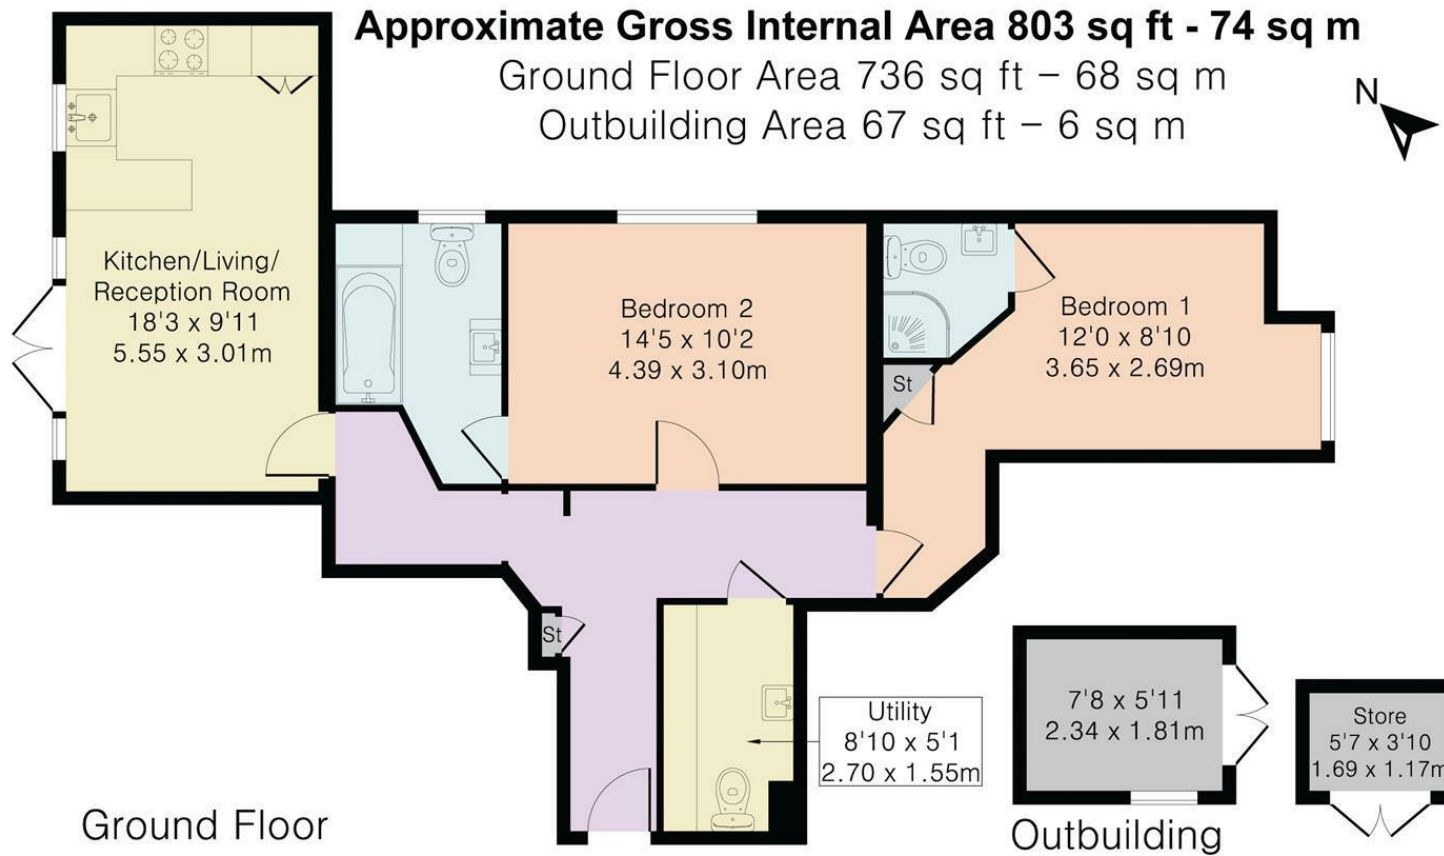 Approximate Gross Internal Area 803 sq ft - 74 sq m
Ground Floor Area 736 sq ft – 68 sq m
Outbuilding Area 67 sq ft – 6 sq m
N
Kitchen/Living/
Reception Room
18'3 x 9'11
5.55 x 3.01m
Bedroom 2
14'5 x 10'2
4.39 x 3.10m
Bedroom 1
12'0 x 8'10
3.65 x 2.69m
St
St
Utility
8'10 x 5'1
2.70 x 1.55m
7'8 x 5'11
2.34 x 1.81m
Store
5'7 x 3'10
1.69 x 1.17m
Ground Floor
Outbuilding